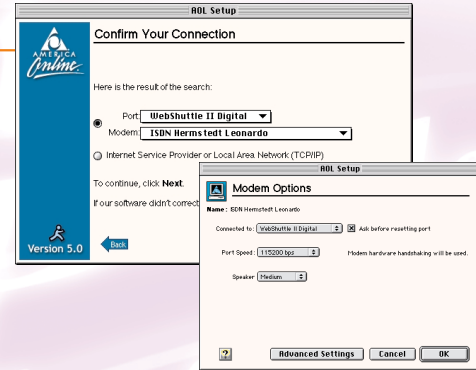 AOL Setup
Confirm Your Connection
AMERICA
Online.
Here is the result of the search:
Port: WebShuttle II Digital
Modem: ISDN Hermstedt Leonardo
Internet Service Provider or Local Area Network (TCP/IP)
To continue, click Next.
If our software didn't correct
Version 5.0
Back
AOL Setup
Modem Options
Name: ISDN Hermstedt Leonardo
Connected to: WebShuttle II Digital
Ask before resetting port
Port Speed: 115200 bps
Modem hardware handshaking will be used.
Speaker Medium
?
Advanced Settings
Cancel
OK